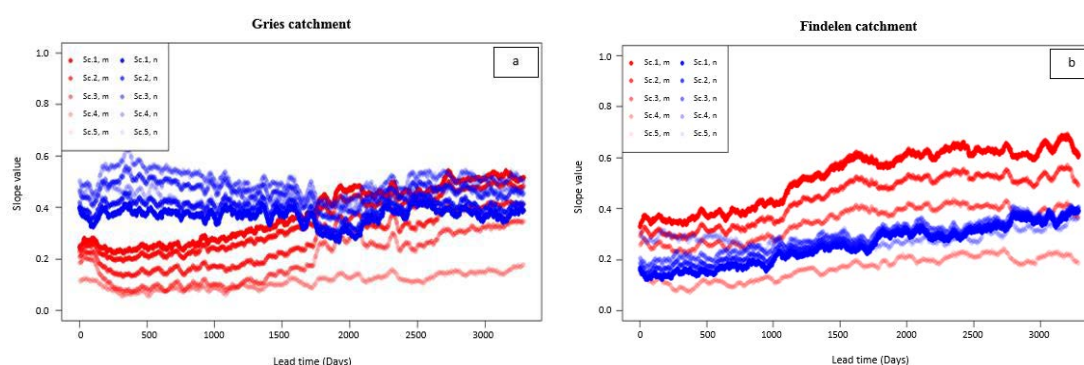 Gries catchment
a
Sc.1, m Sc.1, n
Sc.2, m Sc.2, n
Sc.3, m Sc.3, n
Sc.4, m Sc.4, n
Sc.5, m Sc.5, n
Slope value
1.0
0.8
0.6
0.4
0.2
0.0
0 500 1000 1500 2000 2500 3000
Lead time (Days)
Findelen catchment
b
Sc.1, m Sc.1, n
Sc.2, m Sc.2, n
Sc.3, m Sc.3, n
Sc.4, m Sc.4, n
Sc.5, m Sc.5, n
Slope value
1.0
0.8
0.6
0.4
0.2
0.0
0 500 1000 1500 2000 2500 3000
Lead time (Days)